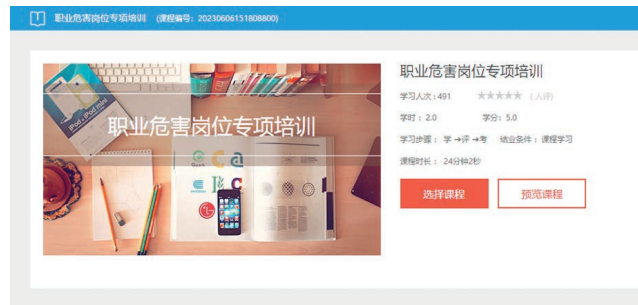 职业危害岗位专项培训 (课程编号: 20230606151808800)
职业危害岗位专项培训
iPod+iPad mini
C a
LG
职业危害岗位专项培训
学习人次:491 ★★★★★ (人评)
学时: 2.0 学分: 5.0
学习步骤: 学→评→考 结业条件: 课程学习
课程时长: 24分钟2秒
选择课程 预览课程